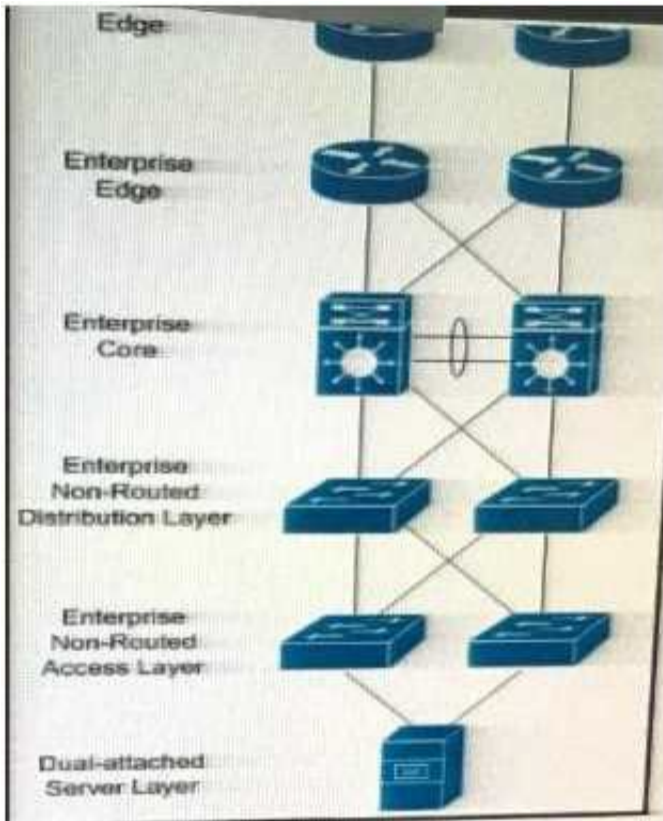 Edge
Enterprise
Edge
Enterprise
Core
Enterprise
Non-Routed
Distribution Layer
Enterprise
Non-Routed
Access Layer
Dual-attached
Server Layer